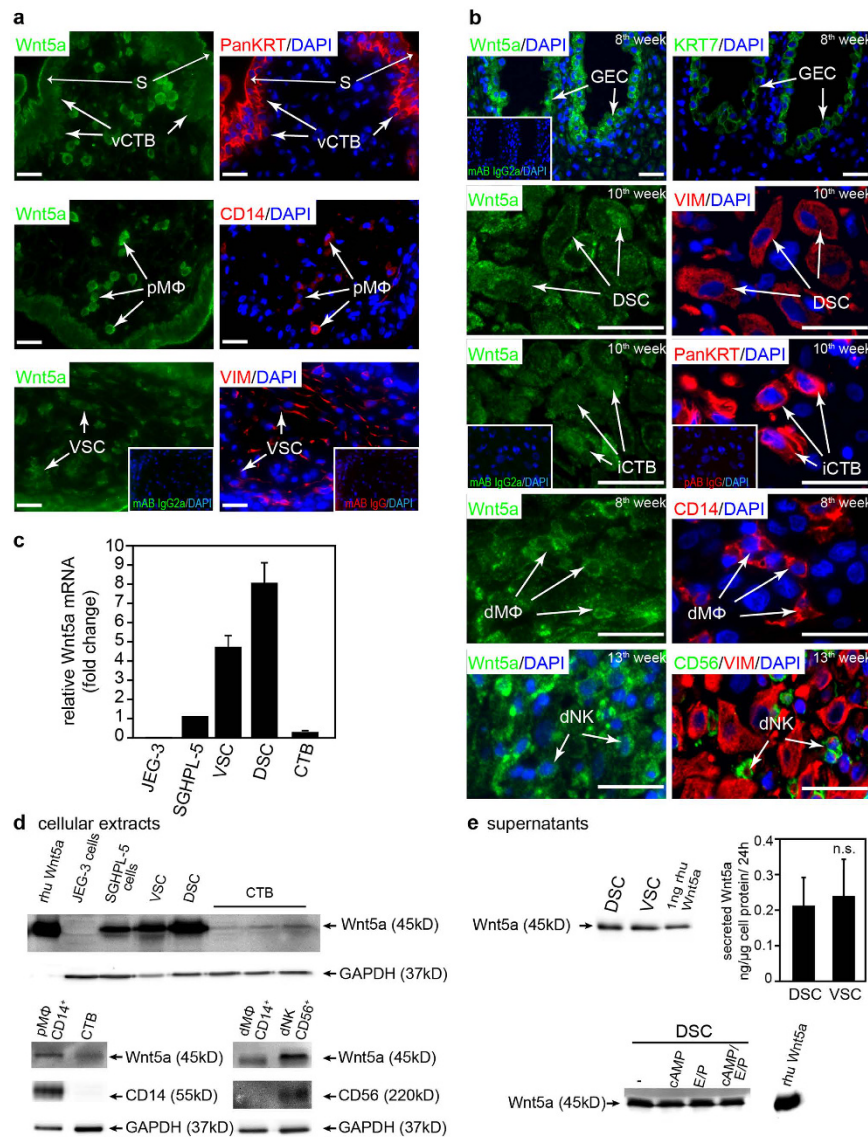 a
Wnt5a
PanKRT/DAPI
S
vCTB
vCTB
Wnt5a
CD14/DAPI
pMΦ
pMΦ
Wnt5a
VIM/DAPI
VSC
VSC
mAB IgG2a/DAPI
mAB IgG/DAPI
b
Wnt5a/DAPI
8th week
KRT7
8th week
GEC
GEC
mAB IgG2a/DAPI
Wnt5a
10th week
VIM/DAPI
10th week
DSC
DSC
Wnt5a
10th week
PanKRT
10th week
/DAPI
iCTB
iCTB
mAB IgG2a/DAPI
pAB IgG/DAPI
Wnt5a
8th week
CD14/DAPI
8th week
dMΦ
dMΦ
Wnt5a/DAPI
13th week
CD56/VIM/DAPI
13th week
dNK
dNK
c
relative Wnt5a mRNA
(fold change)
10
9
8
7
6
5
4
3
2
1
0
JEG-3
SGHPL-5
VSC
DSC
CTB
d cellular extracts
rhu Wnt5a
JEG-3 cells
SGHPL-5 cells
VSC
DSC
CTB
Wnt5a (45kD)
GAPDH (37kD)
pMΦ CD14+
CTB
dMΦ CD14+
dNK CD56+
Wnt5a (45kD)
Wnt5a (45kD)
CD14 (55kD)
CD56 (220kD)
GAPDH (37kD)
GAPDH (37kD)
e supernatants
DSC
VSC
1ng rhu Wnt5a
Wnt5a (45kD)
secreted Wnt5a
ng/µg cell protein/ 24h
0.4
0.3
0.2
0.1
0
n.s.
DSC
VSC
DSC
-
cAMP
E/P
cAMP/ E/P
rhu Wnt5a
Wnt5a (45kD)